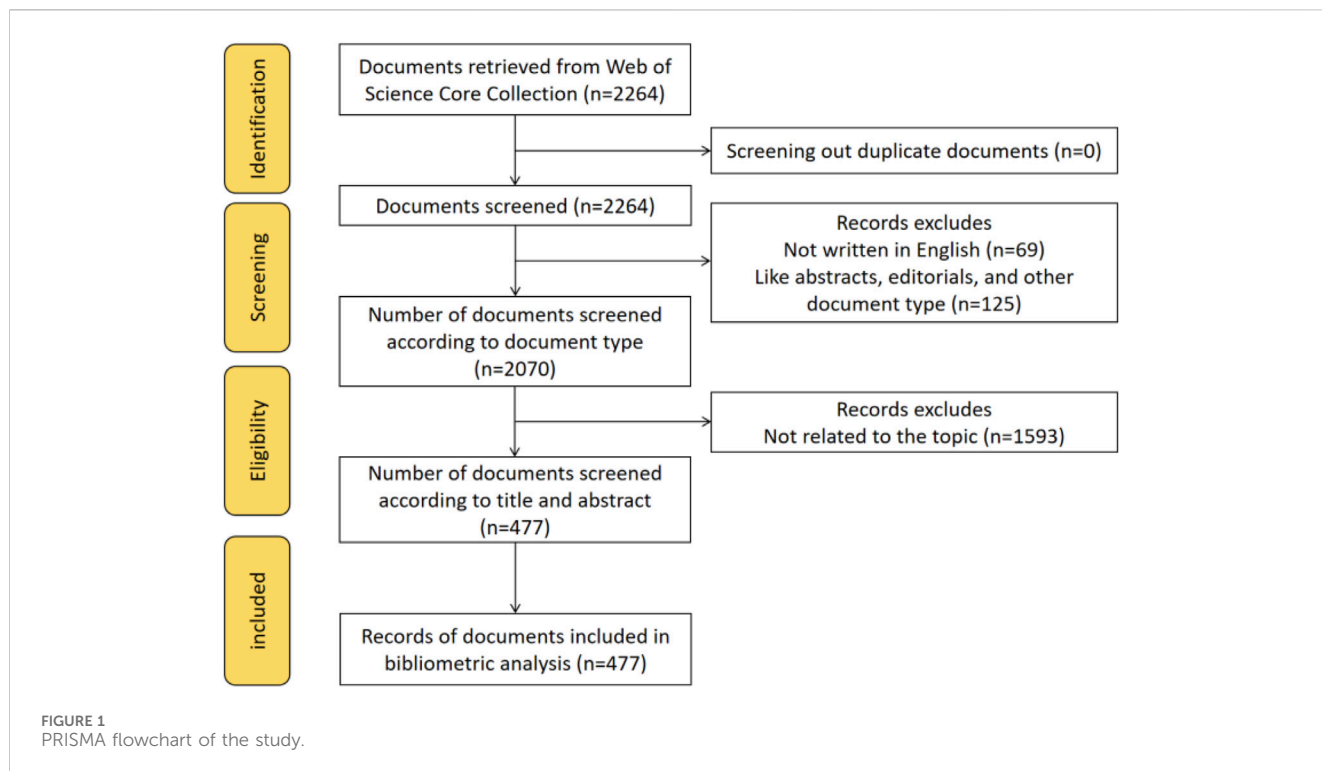 Identification
Documents retrieved from Web of
Science Core Collection (n=2264)
Screening out duplicate documents (n=0)
Documents screened (n=2264)
Screening
Records excludes
Not written in English (n=69)
Like abstracts, editorials, and other
document type (n=125)
Number of documents screened
according to document type
(n=2070)
Eligibility
Records excludes
Not related to the topic (n=1593)
Number of documents screened
according to title and abstract
(n=477)
included
Records of documents included in
bibliometric analysis (n=477)
FIGURE 1
PRISMA flowchart of the study.